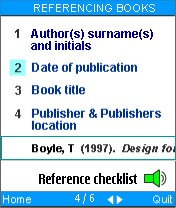 REFERENCING BOOKS
1 Author(s) surname(s)
and initials
2 Date of publication
3 Book title
4 Publisher & Publishers
location
Boyle, T (1997). Design fo
Reference checklist
Home 4 / 6 Quit